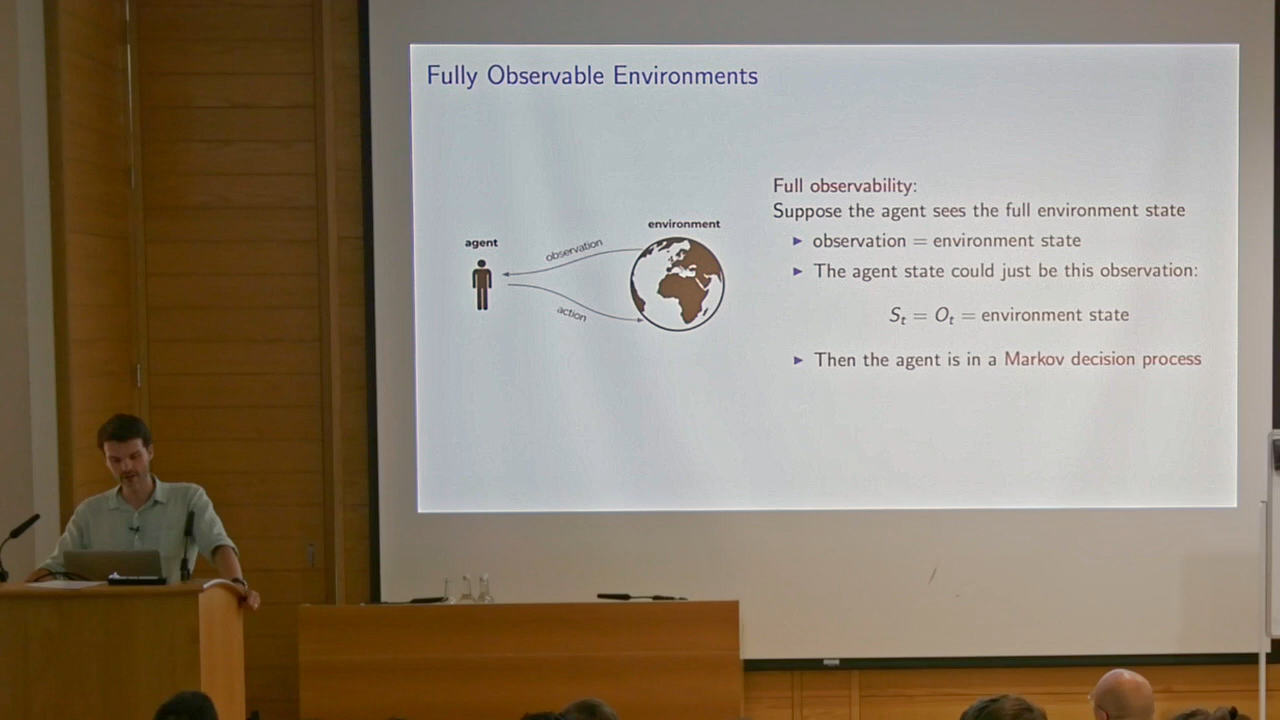 Fully Observable Environments
agent
observation
environment
action
Full observability:
Suppose the agent sees the full environment state
▶ observation = environment state
▶ The agent state could just be this observation:
Sₜ = Oₜ = environment state
▶ Then the agent is in a Markov decision process